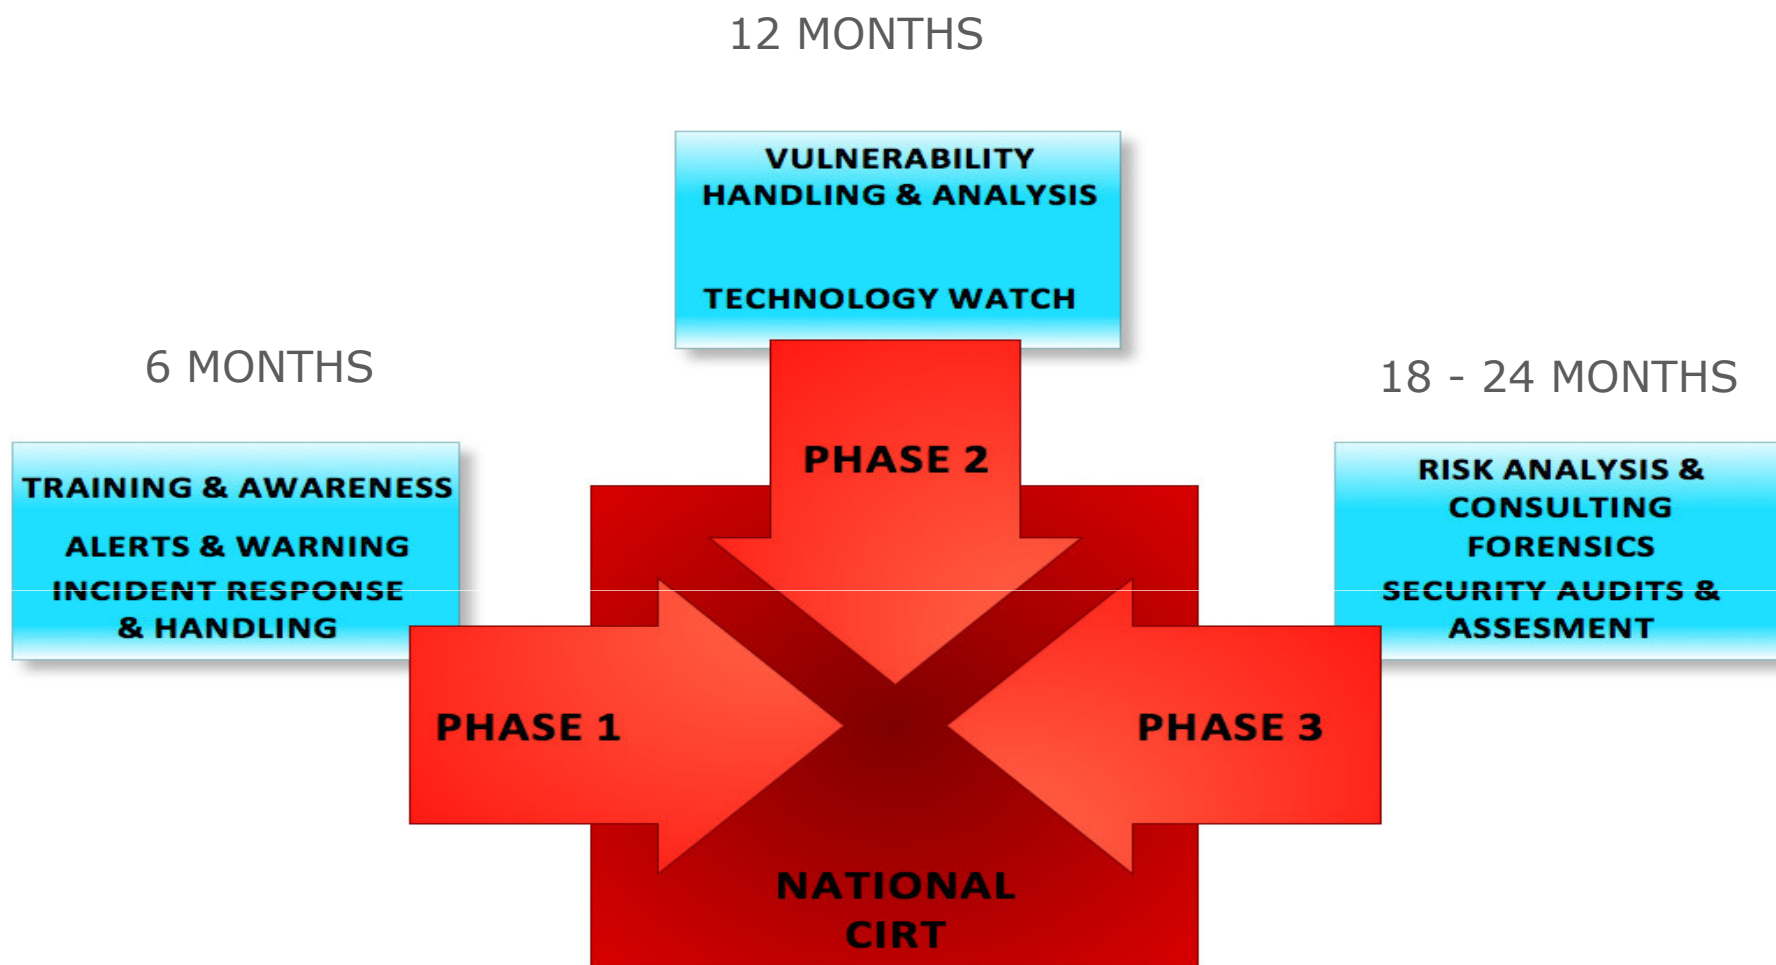 12 MONTHS
VULNERABILITY
HANDLING & ANALYSIS
TECHNOLOGY WATCH
6 MONTHS
TRAINING & AWARENESS
ALERTS & WARNING
INCIDENT RESPONSE
& HANDLING
18 - 24 MONTHS
RISK ANALYSIS &
CONSULTING
FORENSICS
SECURITY AUDITS &
ASSESMENT
PHASE 2
PHASE 1
PHASE 3
NATIONAL
CIRT